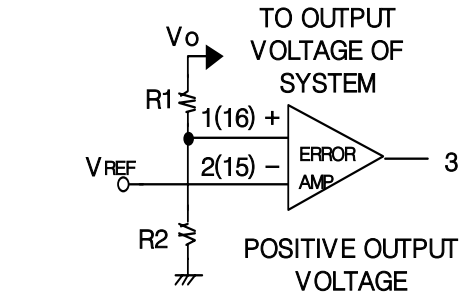 TO OUTPUT
VOLTAGE OF
SYSTEM
Vo
R1
1(16) +
ERROR
AMP
3
VREF
2(15) −
R2
POSITIVE OUTPUT
VOLTAGE